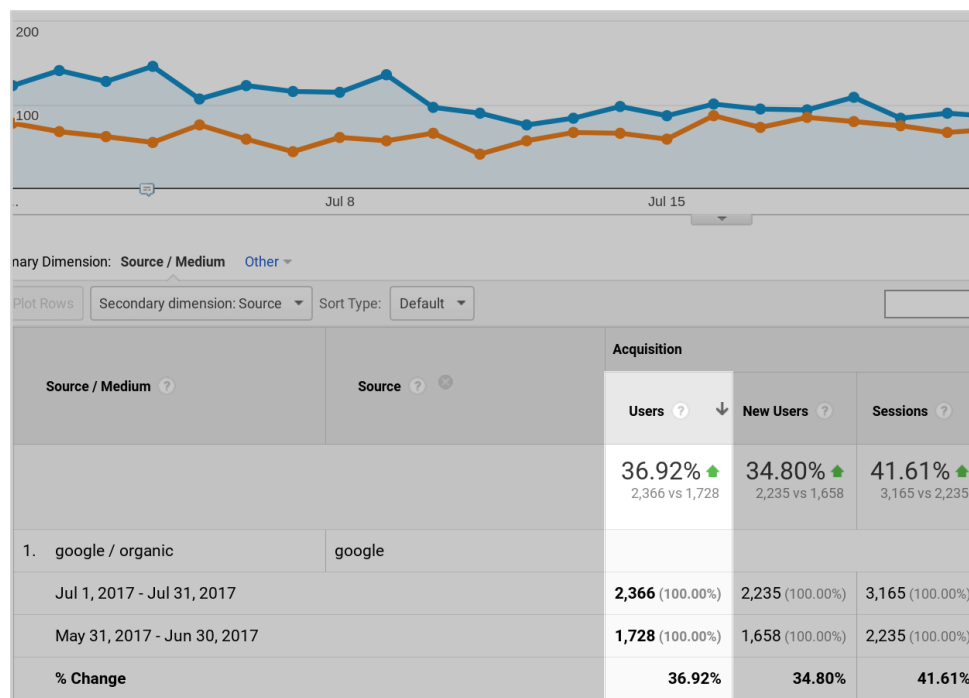 200
100
..
Jul 8
Jul 15
mary Dimension: Source / Medium Other
Plot Rows Secondary dimension: Source Sort Type: Default
Acquisition
Source / Medium ? Source ?
Users ? New Users ? Sessions ?
36.92% 34.80% 41.61%
2,366 vs 1,728 2,235 vs 1,658 3,165 vs 2,235
1. google / organic google
Jul 1, 2017 - Jul 31, 2017 2,366 (100.00%) 2,235 (100.00%) 3,165 (100.00%)
May 31, 2017 - Jun 30, 2017 1,728 (100.00%) 1,658 (100.00%) 2,235 (100.00%)
% Change 36.92% 34.80% 41.61%